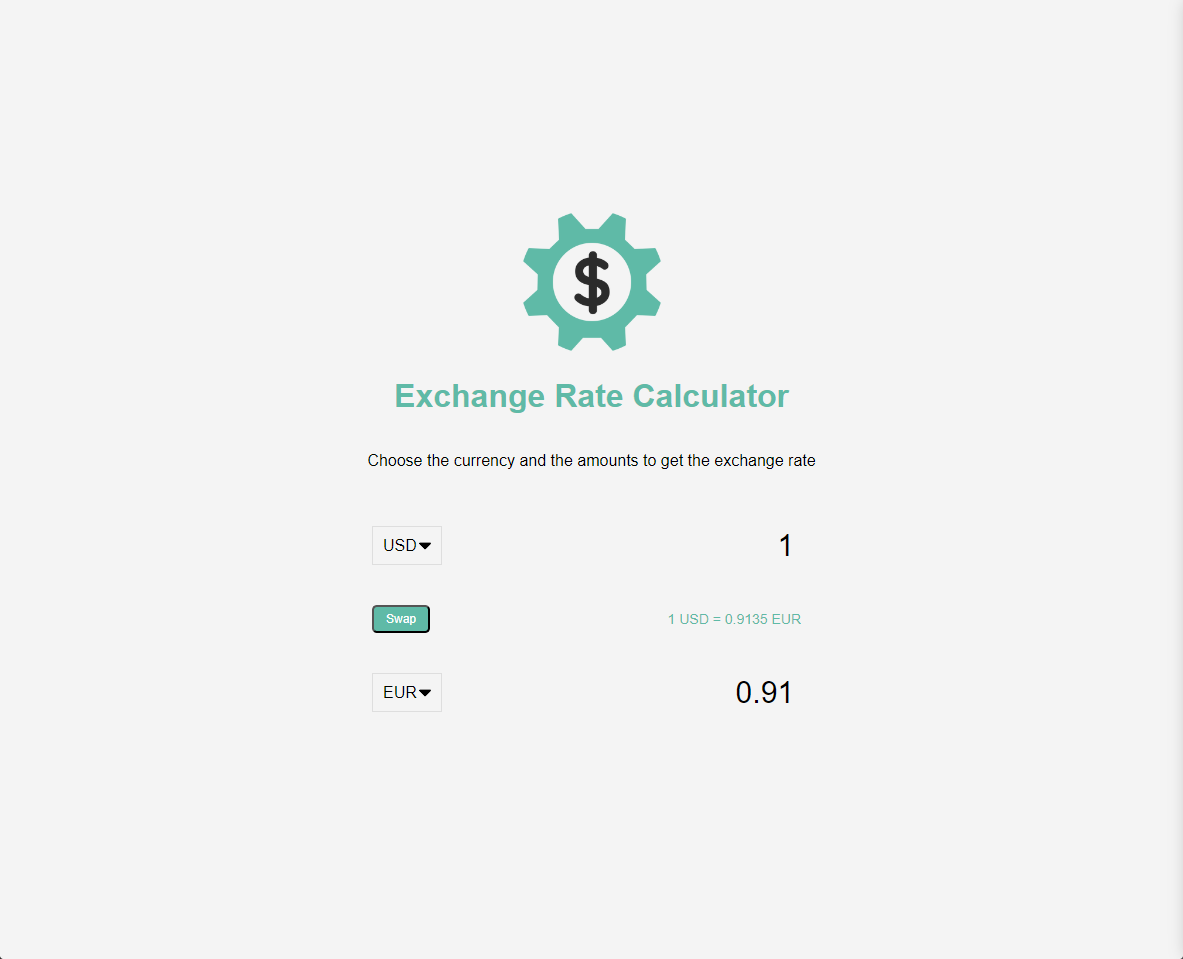 $
Exchange Rate Calculator
Choose the currency and the amounts to get the exchange rate
USD 1
Swap 1 USD = 0.9135 EUR
EUR 0.91